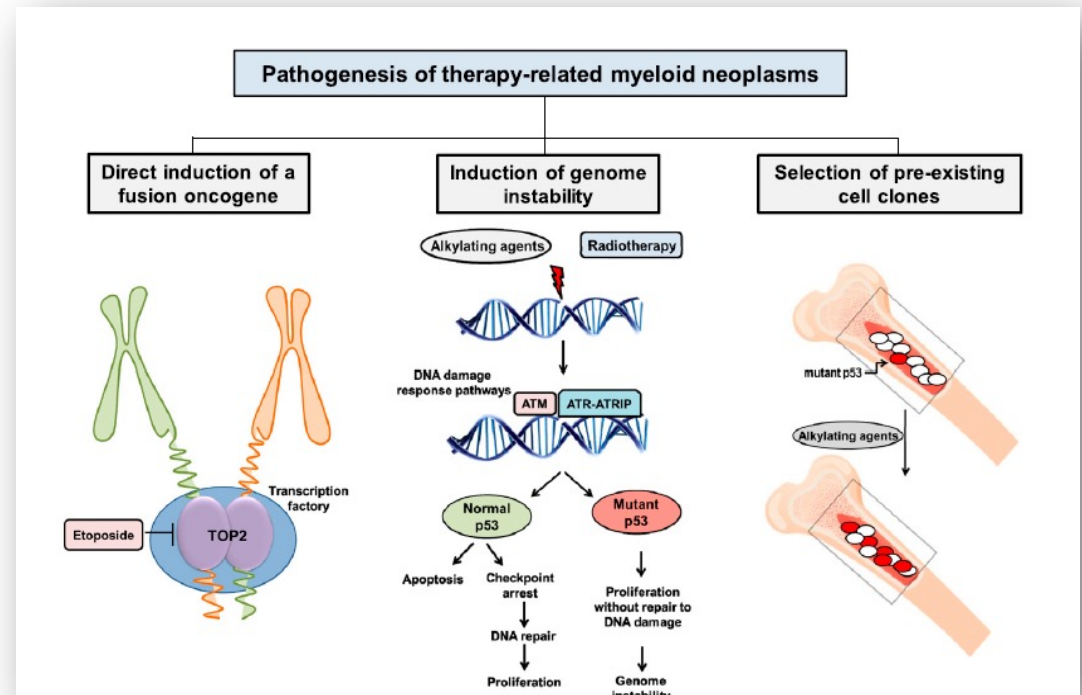 Pathogenesis of therapy-related myeloid neoplasms
Direct induction of a
fusion oncogene
Induction of genome
instability
Selection of pre-existing
cell clones
Etoposide
TOP2
Transcription
factory
Alkylating agents
Radiotherapy
DNA damage
response pathways
ATM
ATR-ATRIP
Normal
p53
Mutant
p53
Apoptosis
Checkpoint
arrest
DNA repair
Proliferation
Proliferation
without repair to
DNA damage
Genome
instability
mutant p53
Alkylating agents